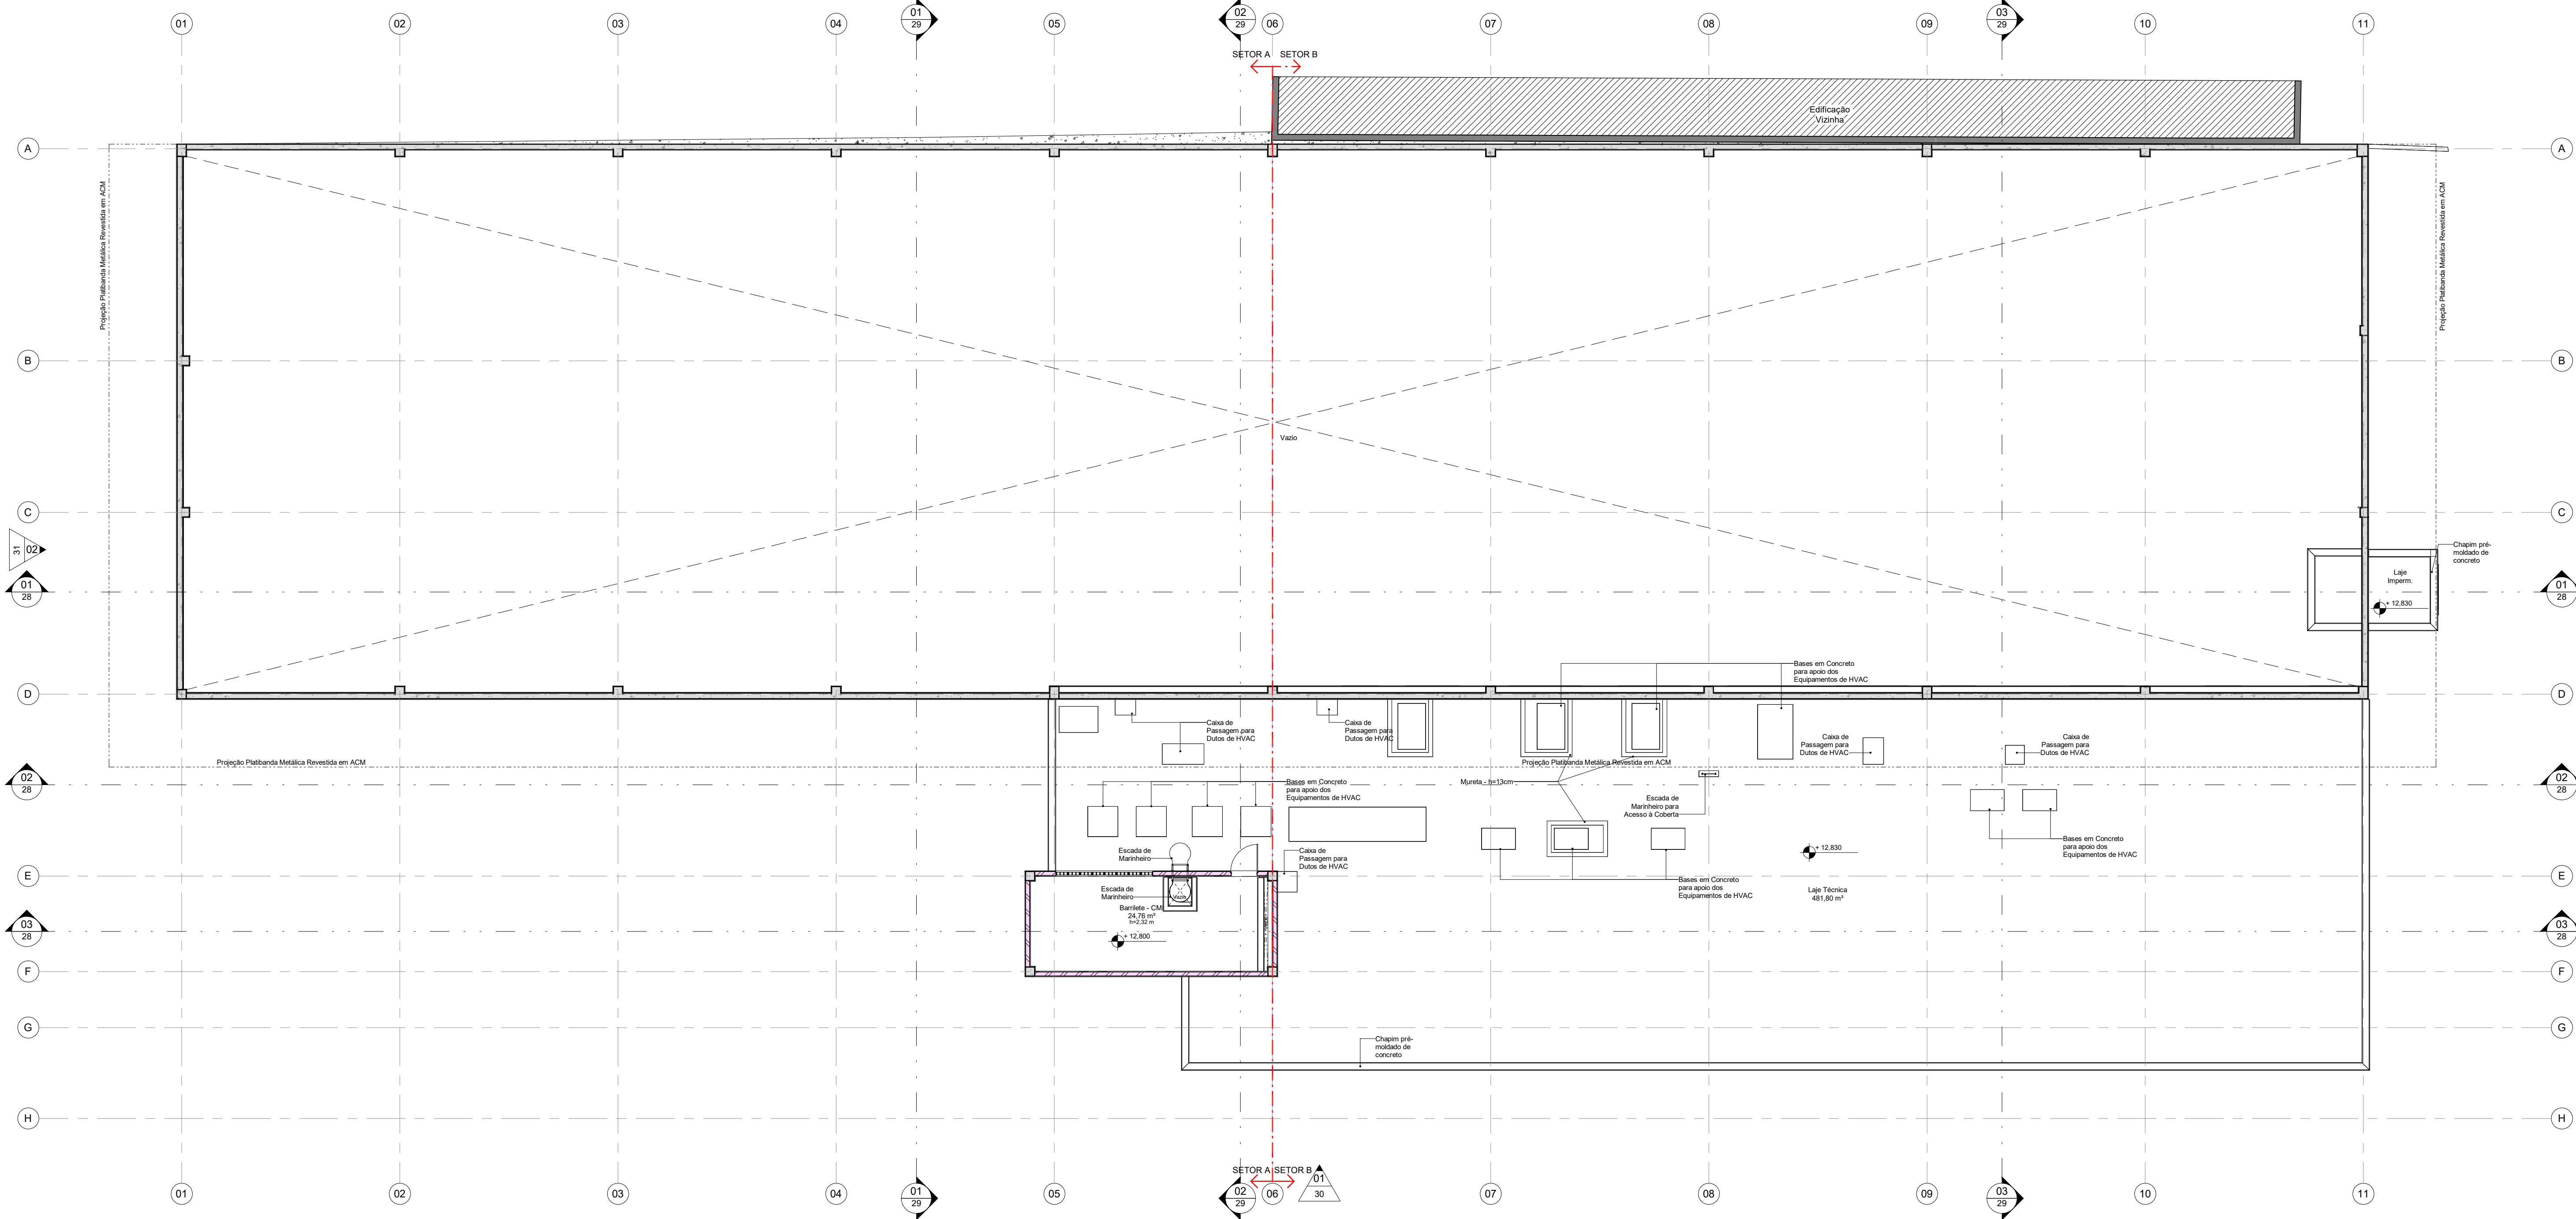 01
02
03
04
01
29
05
02
29
06
07
08
09
03
29
10
11
SETOR A
SETOR B
Edificação
Vizinha
A
A
Projeção Platibanda Metálica Revestida em ACM
Projeção Platibanda Metálica Revestida em ACM
B
B
Vazio
C
C
31
02
01
28
01
28
Chapim pré-
moldado de
concreto
Laje
Imperm.
+ 12,830
D
D
Bases em Concreto
para apoio dos
Equipamentos de HVAC
Caixa de
Passagem para
Dutos de HVAC
Caixa de
Passagem para
Dutos de HVAC
Caixa de
Passagem para
Dutos de HVAC
Caixa de
Passagem para
Dutos de HVAC
Projeção Platibanda Metálica Revestida em ACM
Projeção Platibanda Metálica Revestida em ACM
02
28
02
28
Bases em Concreto
para apoio dos
Equipamentos de HVAC
Mureta - h=13cm
Escada de
Marinheiro para
Acesso à Coberta
Bases em Concreto
para apoio dos
Equipamentos de HVAC
Escada de
Marinheiro
Caixa de
Passagem para
Dutos de HVAC
+ 12,830
E
E
Bases em Concreto
para apoio dos
Equipamentos de HVAC
Laje Técnica
481,80 m²
Escada de
Marinheiro
Vazio
Barrilete - CM
24,76 m²
h=2,32 m
+ 12,800
03
28
03
28
F
F
G
G
Chapim pré-
moldado de
concreto
H
H
SETOR A
SETOR B
01
30
01
02
03
04
01
29
05
02
29
06
07
08
09
03
29
10
11